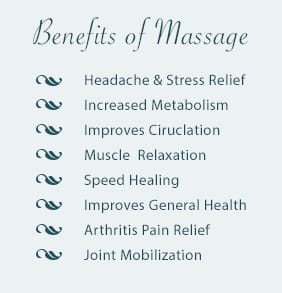 Benefits of Massage
Headache & Stress Relief
Increased Metabolism
Improves Ciruclation
Muscle Relaxation
Speed Healing
Improves General Health
Arthritis Pain Relief
Joint Mobilization